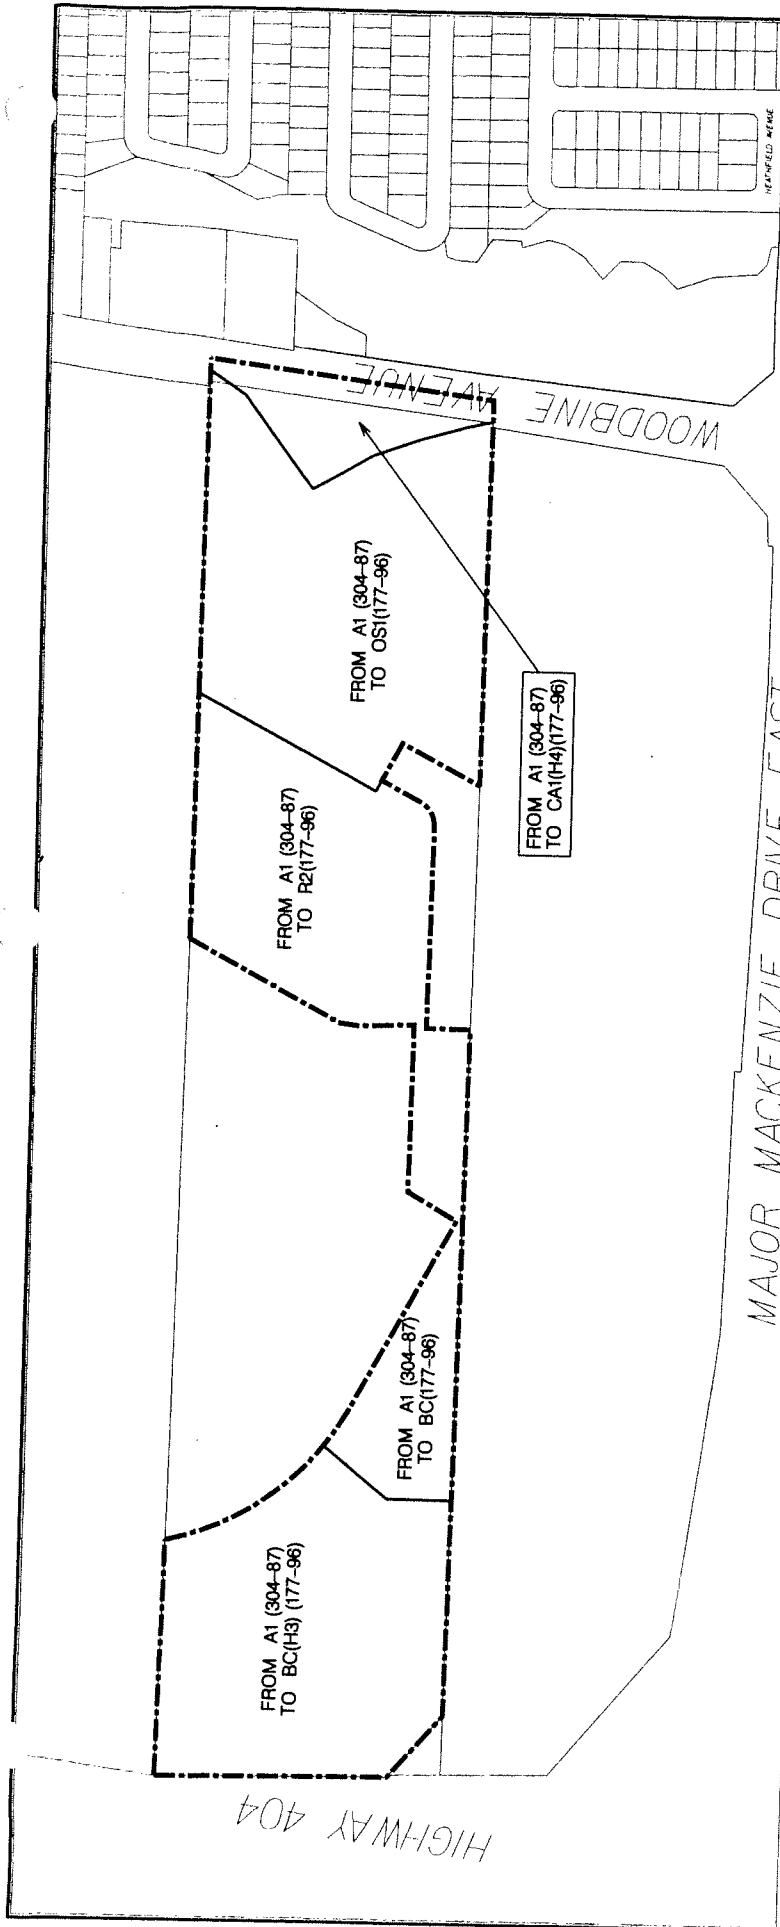 HIGHWAY 404
FROM A1 (304-87)
TO BC(H3) (177-96)
FROM A1 (304-87)
TO BC(177-96)
FROM A1 (304-87)
TO R2(177-96)
FROM A1 (304-87)
TO OS1(177-96)
FROM A1 (304-87)
TO CA1(H4)(177-96)
WOODBINE AVENUE
MAJOR MACKENZIE DRIVE EAST
HEATHFIELD AVENUE